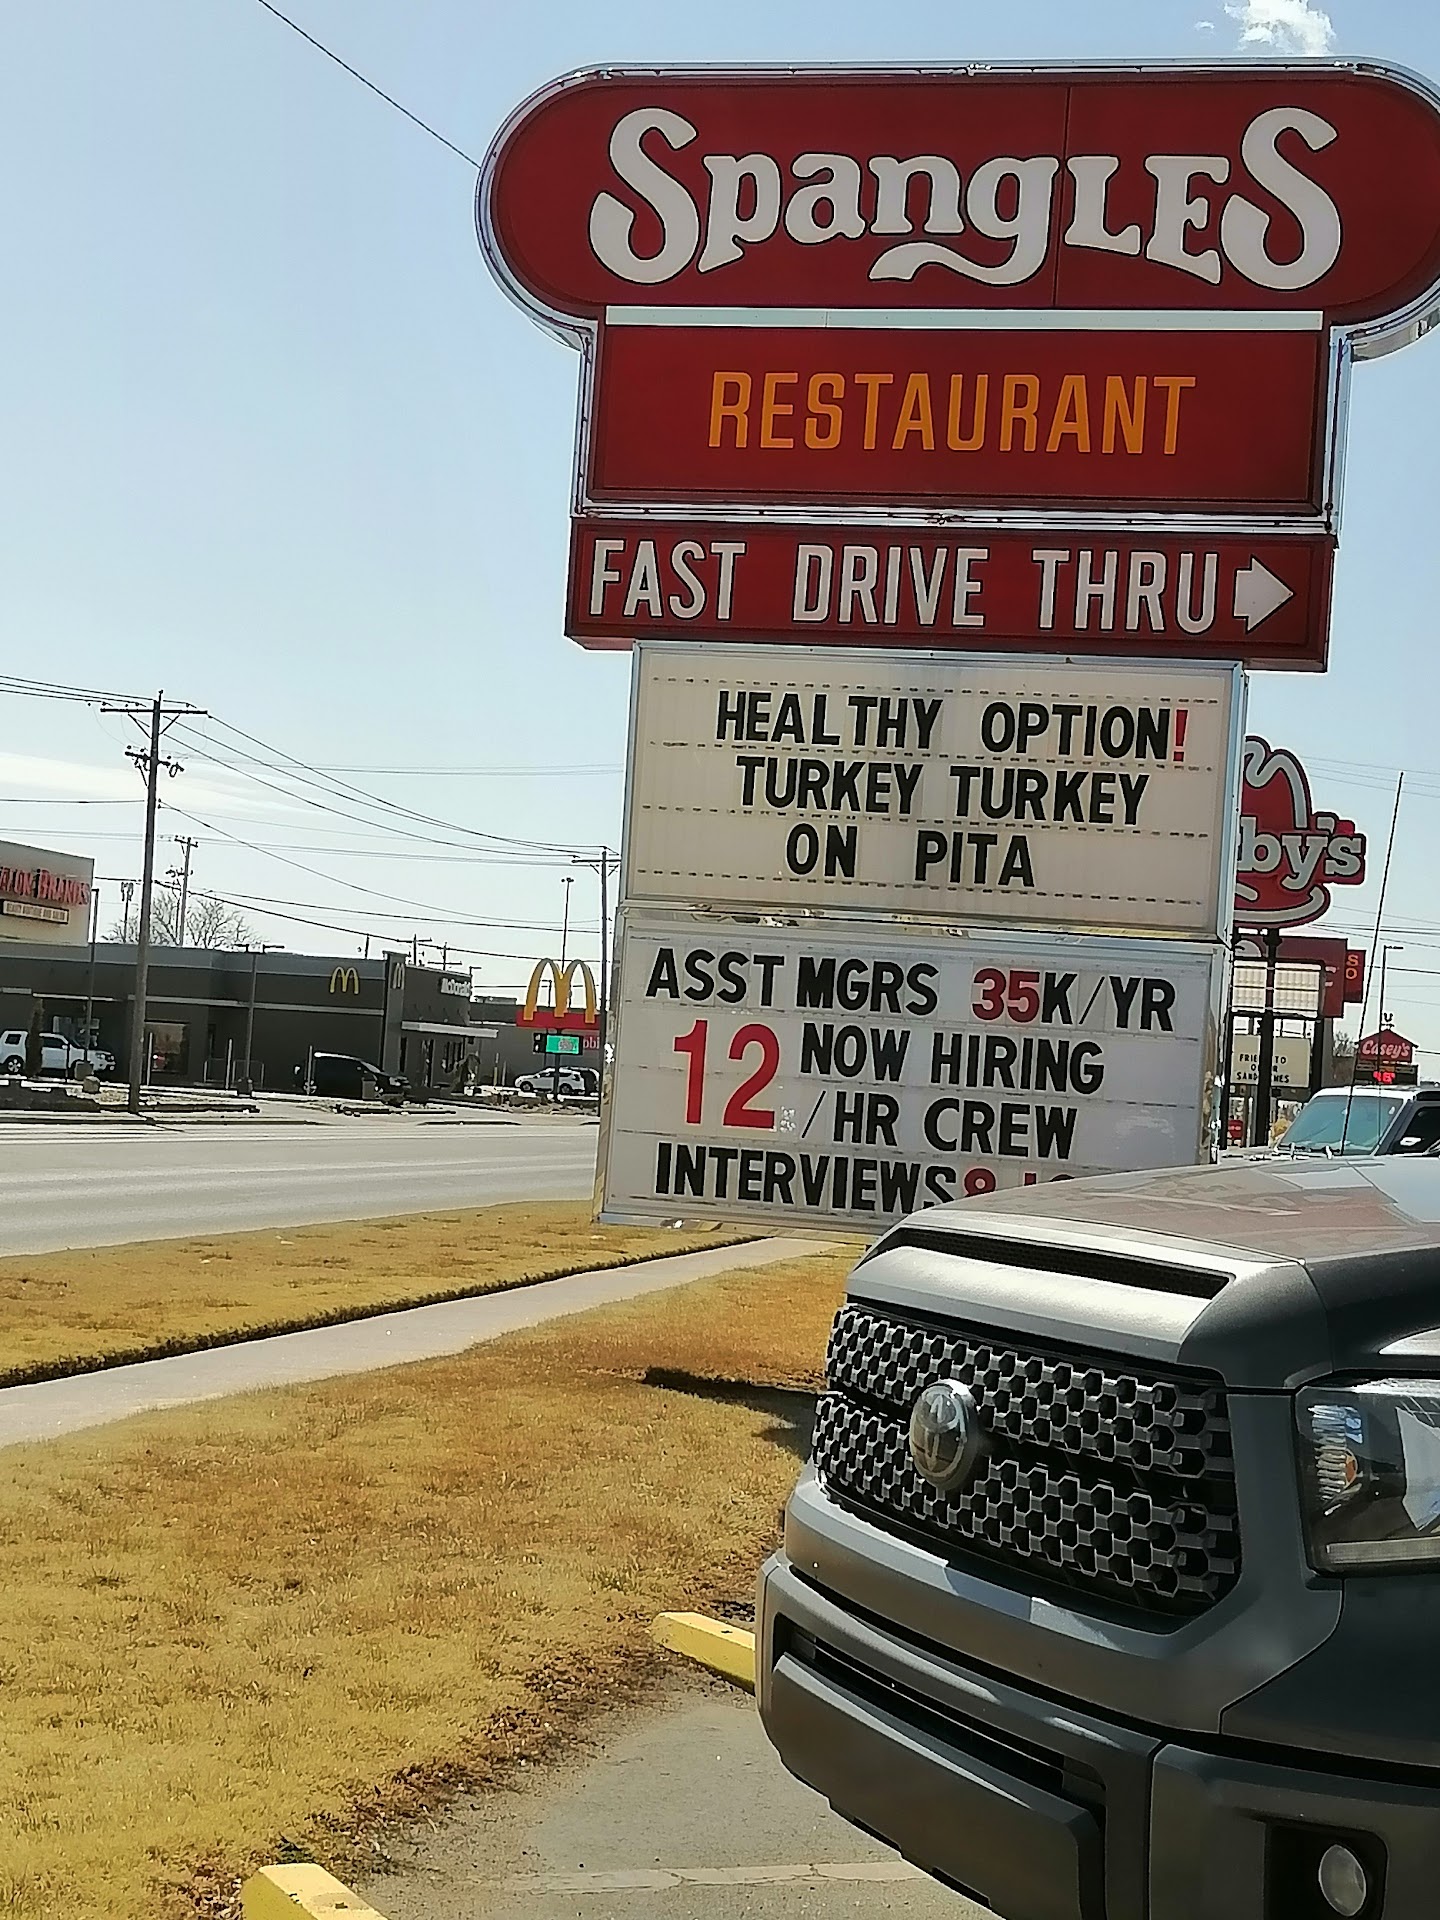 Spangles
RESTAURANT
FAST DRIVE THRU
HEALTHY OPTION!
TURKEY TURKEY
ON PITA
ASST MGRS 35K/YR
12 NOW HIRING
/HR CREW
INTERVIEWS
Casey's